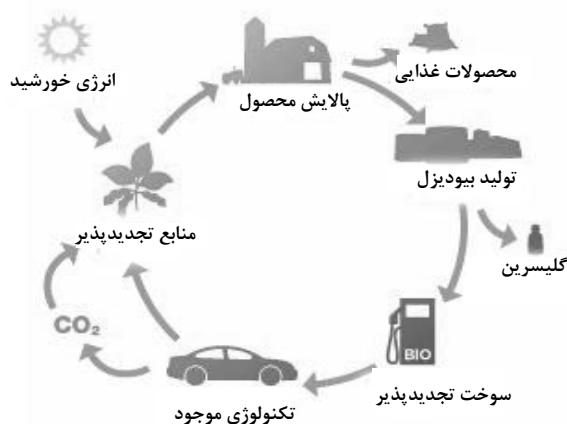 محصولات غذایی
انرژی خورشید
پالایش محصول
تولید بیودیزل
منابع تجدیدپذیر
گلیسرین
CO₂
BIO
سوخت تجدیدپذیر
تکنولوژی موجود